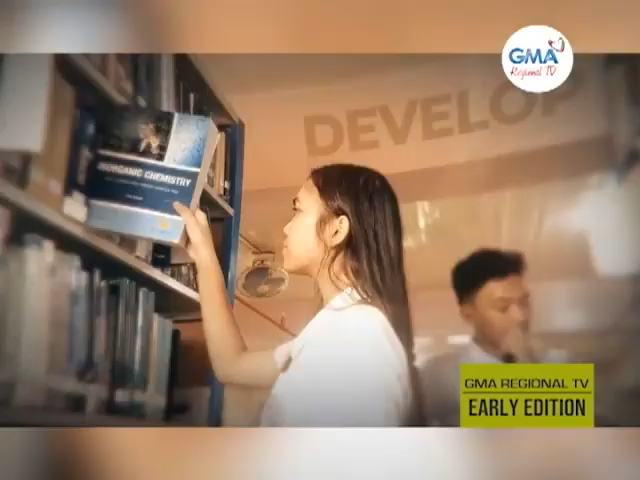 GMA
Regional TV
DEVELOP
INORGANIC CHEMISTRY
GMA REGIONAL TV
EARLY EDITION